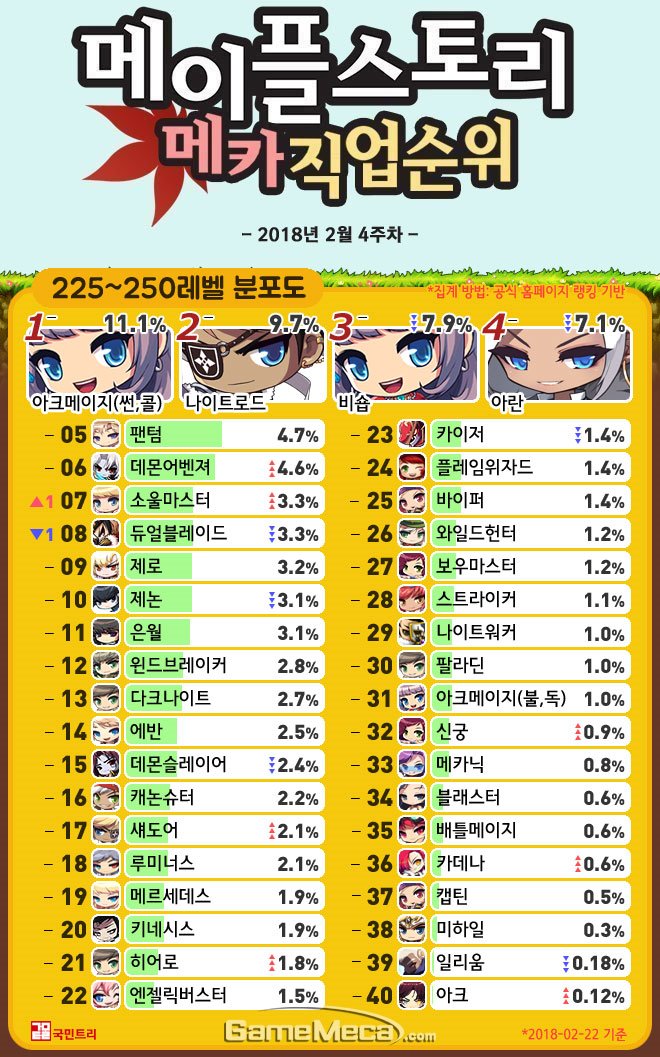 메이플스토리
메카 직업순위
- 2018년 2월 4주차 -
225~250레벨 분포도
*집계 방법: 공식 홈페이지 랭킹 기반
1 - 11.1%
아크메이지(썬,콜)
2 - 9.7%
나이트로드
3 - 7.9%
비숍
4 - 7.1%
아란
- 05 팬텀 4.7%
- 06 데몬어벤져 4.6%
▲1 07 소울마스터 3.3%
▼1 08 듀얼블레이드 3.3%
- 09 제로 3.2%
- 10 제논 3.1%
- 11 은월 3.1%
- 12 윈드브레이커 2.8%
- 13 다크나이트 2.7%
- 14 에반 2.5%
- 15 데몬슬레이어 2.4%
- 16 캐논슈터 2.2%
- 17 섀도어 2.1%
- 18 루미너스 2.1%
- 19 메르세데스 1.9%
- 20 키네시스 1.9%
- 21 히어로 1.8%
- 22 엔젤릭버스터 1.5%
- 23 카이저 1.4%
- 24 플레임위자드 1.4%
- 25 바이퍼 1.4%
- 26 와일드헌터 1.2%
- 27 보우마스터 1.2%
- 28 스트라이커 1.1%
- 29 나이트워커 1.0%
- 30 팔라딘 1.0%
- 31 아크메이지(불,독) 1.0%
- 32 신궁 0.9%
- 33 메카닉 0.8%
- 34 블래스터 0.6%
- 35 배틀메이지 0.6%
- 36 카데나 0.6%
- 37 캡틴 0.5%
- 38 미하일 0.3%
- 39 일리움 0.18%
- 40 아크 0.12%
국민트리
GameMeca.com
*2018-02-22 기준